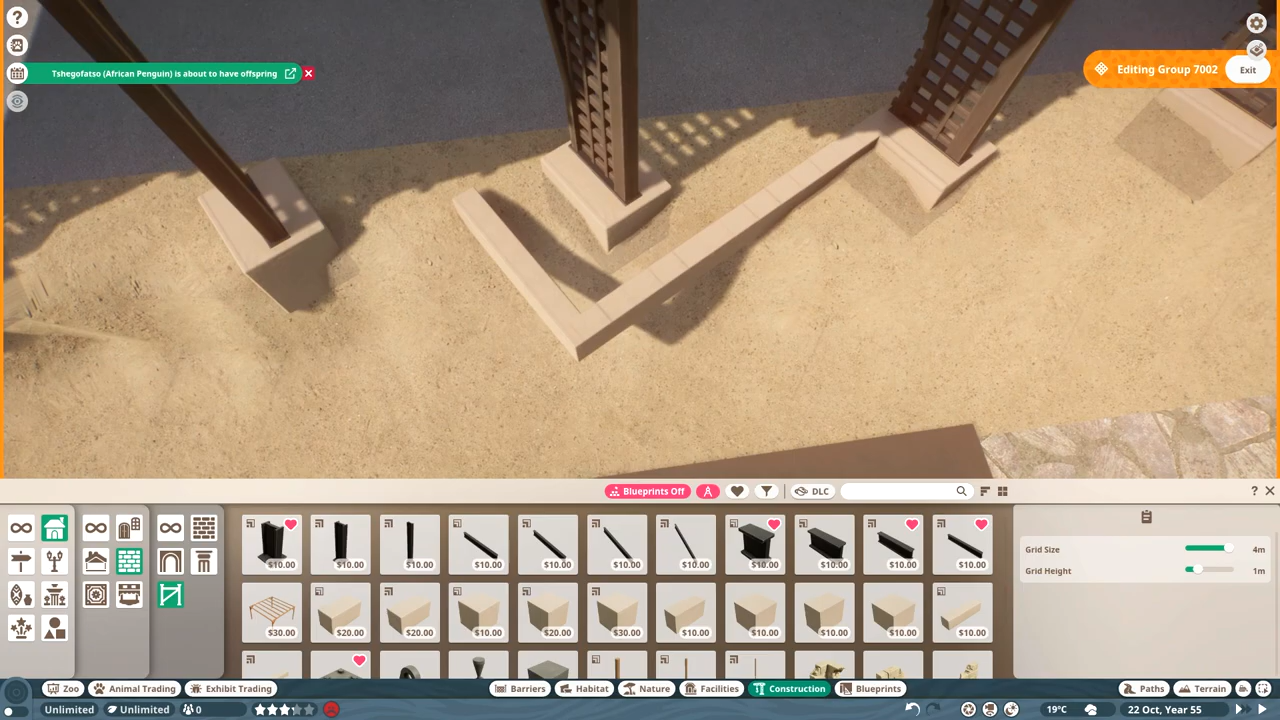 ?
Tshegofatso (African Penguin) is about to have offspring
Editing Group 7002
Exit
Blueprints Off
DLC
?
$10.00 $10.00 $10.00 $10.00 $10.00 $10.00 $10.00 $10.00 $10.00 $10.00 $10.00
$30.00 $20.00 $20.00 $10.00 $20.00 $30.00 $10.00 $10.00 $10.00 $10.00 $10.00
Grid Size 4m
Grid Height 1m
Zoo Animal Trading Exhibit Trading Barriers Habitat Nature Facilities Construction Blueprints Paths Terrain
Unlimited Unlimited 0 19°C 22 Oct, Year 55